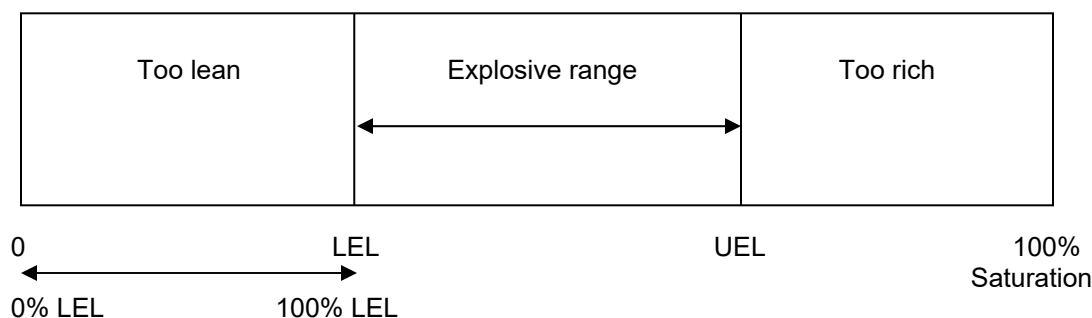 Too lean Explosive range Too rich
0 LEL UEL 100%
Saturation
0% LEL 100% LEL